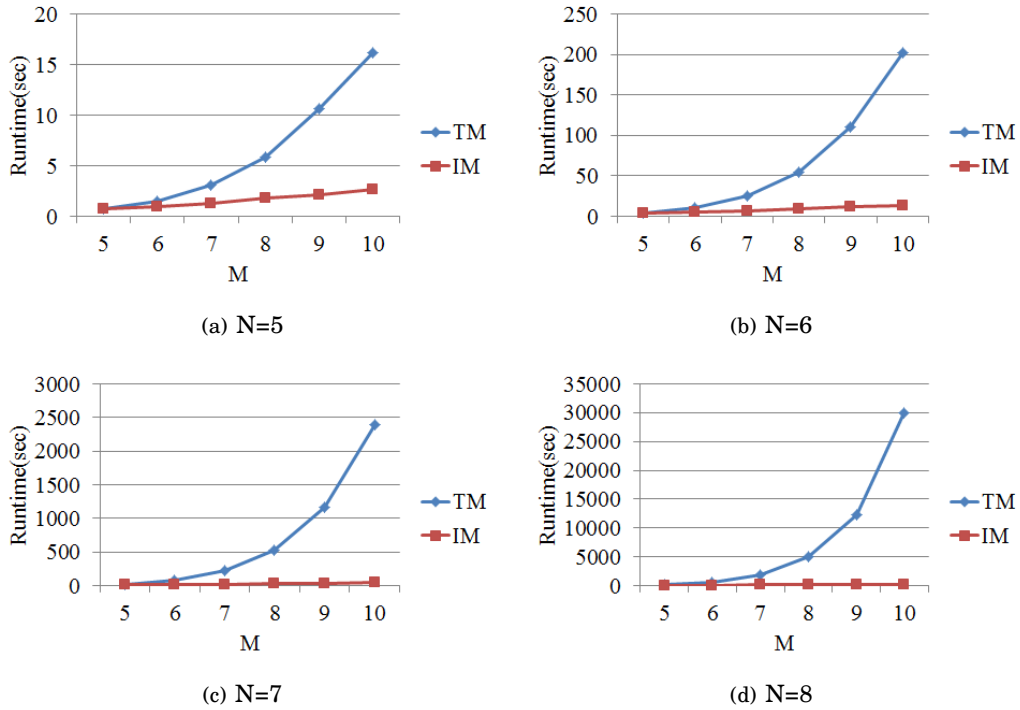 20
15
10
5
0
Runtime(sec)
5 6 7 8 9 10
M
TM
IM
(a) N=5
250
200
150
100
50
0
Runtime(sec)
5 6 7 8 9 10
M
TM
IM
(b) N=6
3000
2500
2000
1500
1000
500
0
Runtime(sec)
5 6 7 8 9 10
M
TM
IM
(c) N=7
35000
30000
25000
20000
15000
10000
5000
0
Runtime(sec)
5 6 7 8 9 10
M
TM
IM
(d) N=8